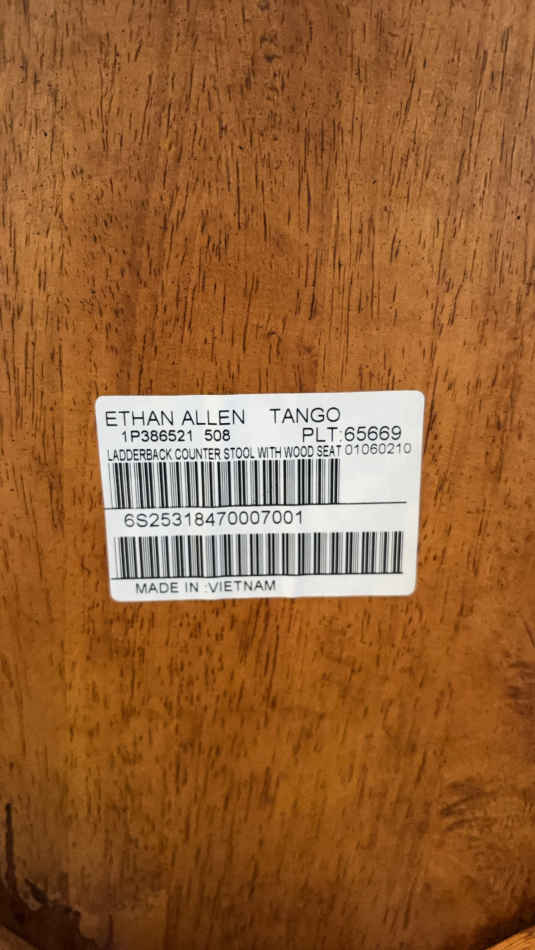 ETHAN ALLEN TANGO
1P386521 508 PLT:65669
LADDERBACK COUNTER STOOL WITH WOOD SEAT 01060210
6S25318470007001
MADE IN :VIETNAM